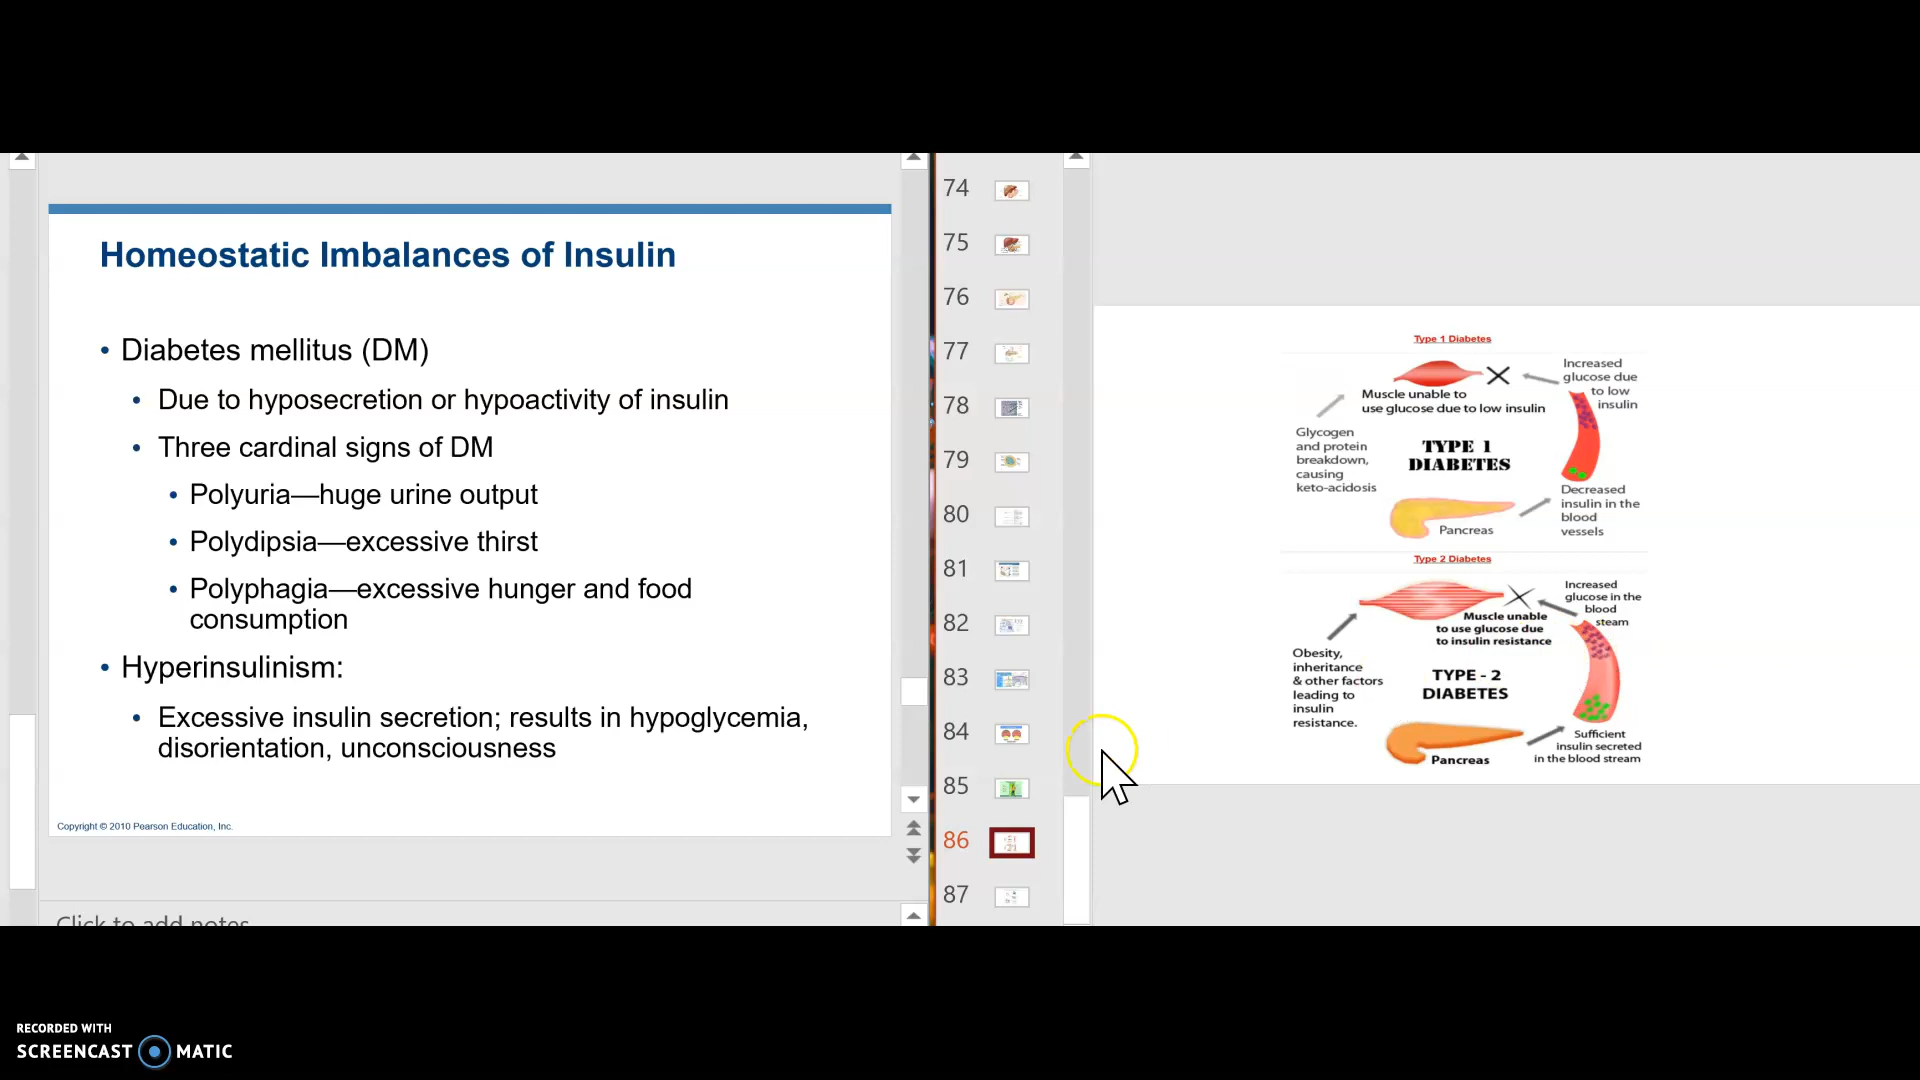 Homeostatic Imbalances of Insulin
• Diabetes mellitus (DM)
• Due to hyposecretion or hypoactivity of insulin
• Three cardinal signs of DM
• Polyuria—huge urine output
• Polydipsia—excessive thirst
• Polyphagia—excessive hunger and food
consumption
• Hyperinsulinism:
• Excessive insulin secretion; results in hypoglycemia,
disorientation, unconsciousness
Copyright © 2010 Pearson Education, Inc.
Click to add notes
74
75
76
77
78
79
80
81
82
83
84
85
86
87
Type 1 Diabetes
Increased
glucose due
to low
insulin
Muscle unable to
use glucose due to low insulin
Glycogen
and protein
breakdown,
causing
keto-acidosis
TYPE 1
DIABETES
Decreased
insulin in the
blood
vessels
Pancreas
Type 2 Diabetes
Increased
glucose in the
blood
steam
Muscle unable
to use glucose due
to insulin resistance
Obesity,
inheritance
& other factors
leading to
insulin
resistance.
TYPE - 2
DIABETES
Sufficient
insulin secreted
in the blood stream
Pancreas
RECORDED WITH
SCREENCAST MATIC